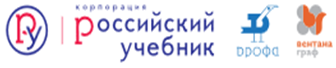 корпорация
российский
учебник
дрофа
вентана
граф